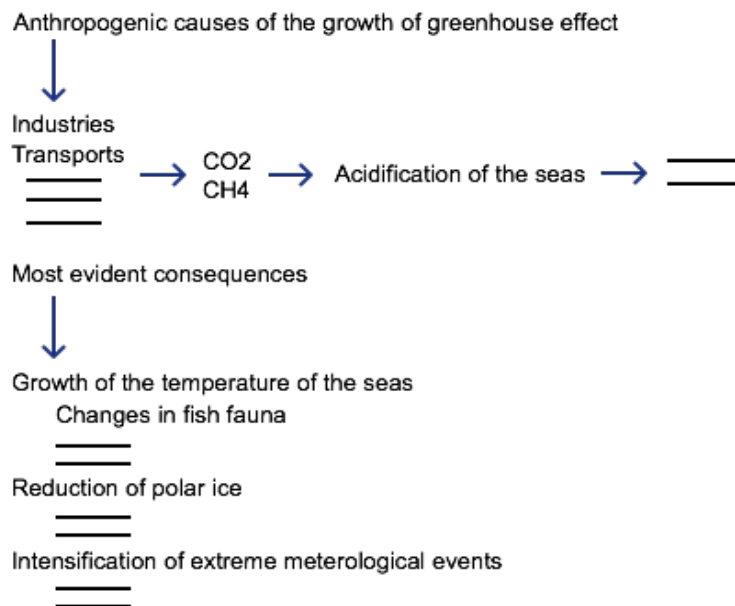 Anthropogenic causes of the growth of greenhouse effect
Industries
Transports
CO2
CH4
Acidification of the seas
Most evident consequences
Growth of the temperature of the seas
Changes in fish fauna
Reduction of polar ice
Intensification of extreme meterological events